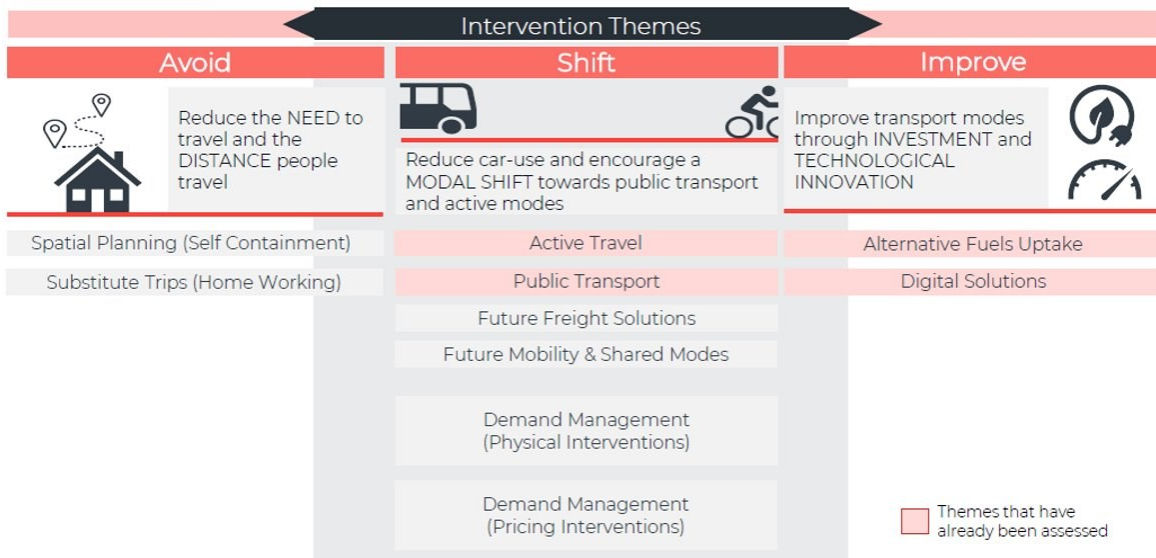 Intervention Themes
Avoid
Reduce the NEED to
travel and the
DISTANCE people
travel
Spatial Planning (Self Containment)
Substitute Trips (Home Working)
Shift
Reduce car-use and encourage a
MODAL SHIFT towards public transport
and active modes
Active Travel
Public Transport
Future Freight Solutions
Future Mobility & Shared Modes
Demand Management
(Physical Interventions)
Demand Management
(Pricing Interventions)
Improve
Improve transport modes
through INVESTMENT and
TECHNOLOGICAL
INNOVATION
Alternative Fuels Uptake
Digital Solutions
Themes that have
already been assessed